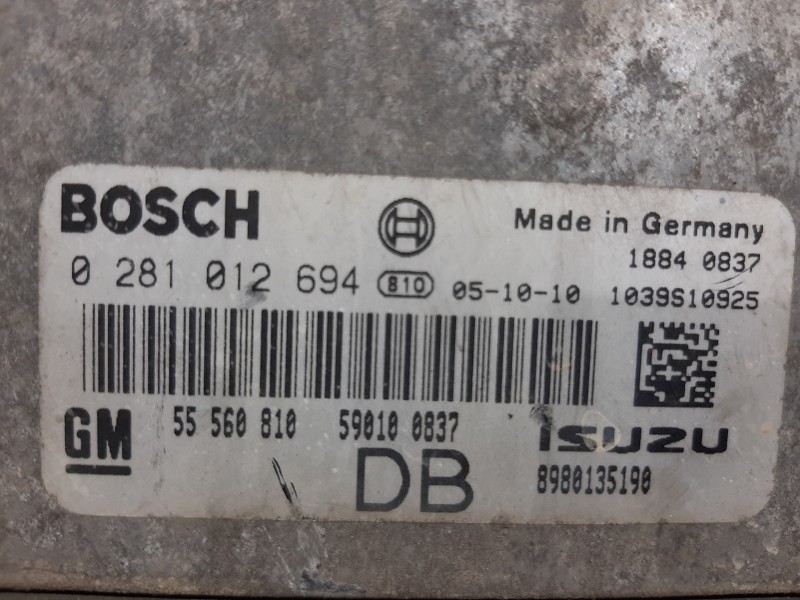 BOSCH
Made in Germany
1884 0837
0 281 012 694 810 05-10-10 1039S10925
GM 55 560 810 59010 0837 ISUZU
DB 8980135190